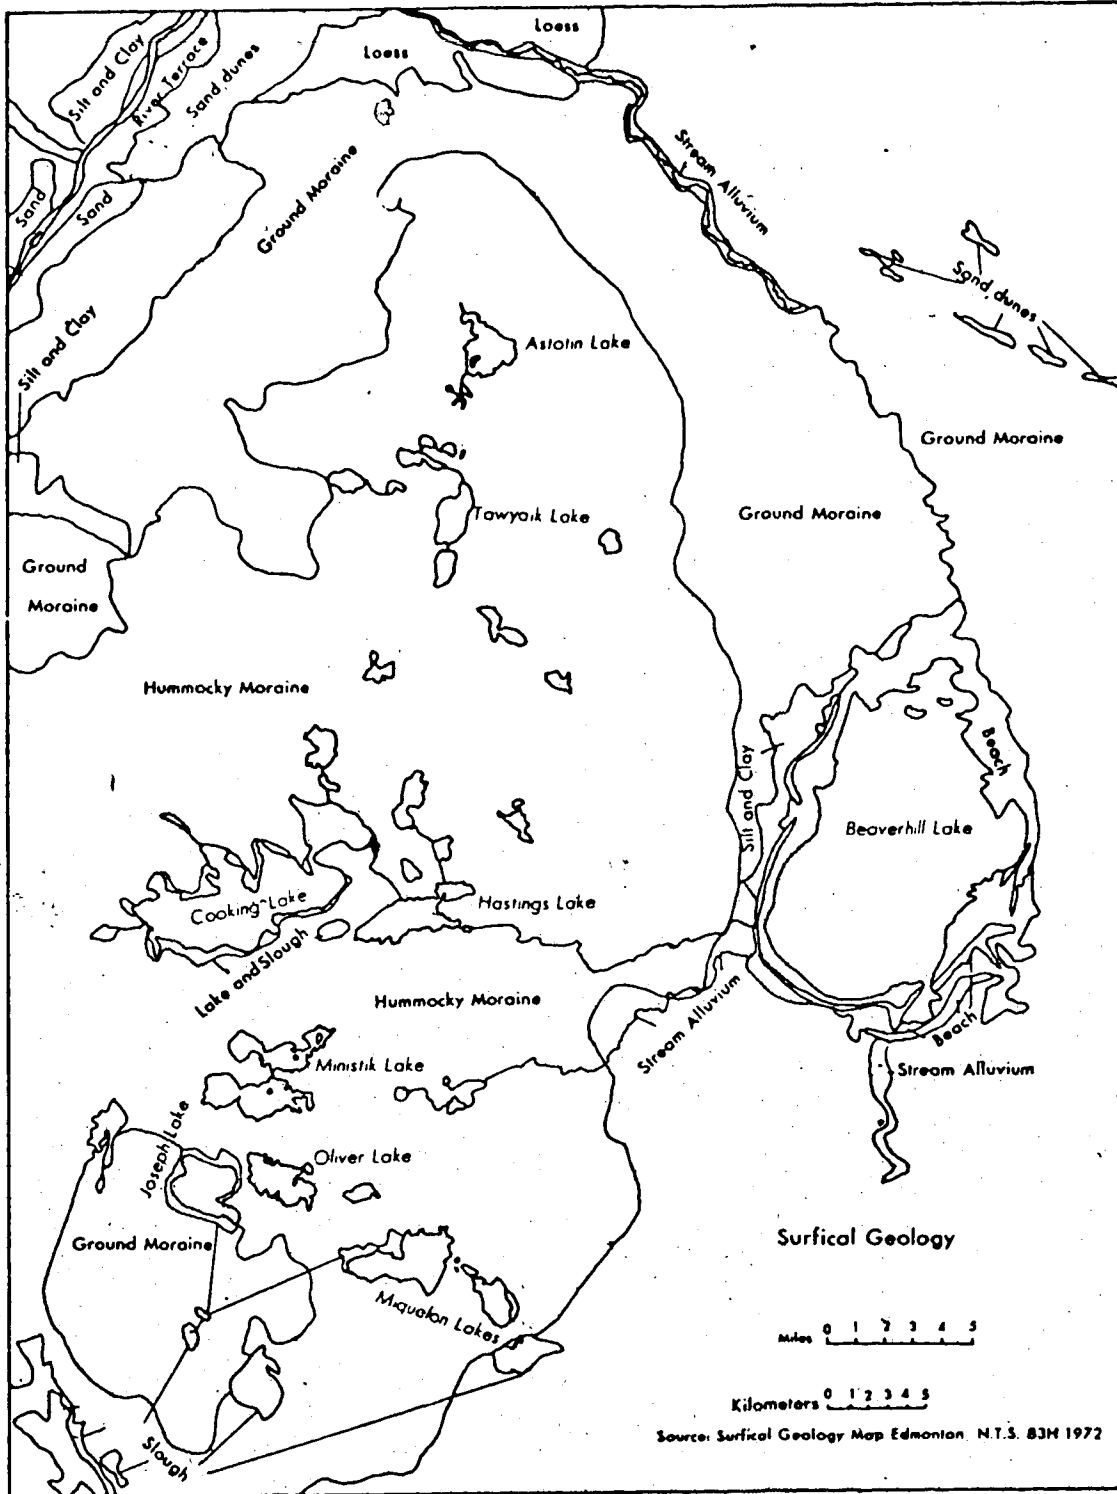 Loess
Loess
Silt and Clay
River Terrace
Sand dunes
Sand
Sand
Ground Moraine
Stream Alluvium
Sand dunes
Silt and Clay
Astotin Lake
Ground Moraine
Tawyaik Lake
Ground Moraine
Ground
Moraine
Hummocky Moraine
Silt and Clay
Beach
Beaverhill Lake
Cooking Lake
Hastings Lake
Lake and Slough
Hummocky Moraine
Stream Alluvium
Beach
Ministik Lake
Stream Alluvium
Joseph Lake
Oliver Lake
Ground Moraine
Surfical Geology
Miquelon Lakes
Miles 0 1 2 3 4 5
Kilometers 0 1 2 3 4 5
Source: Surfical Geology Map Edmonton N.T.S. 83H 1972
Slough